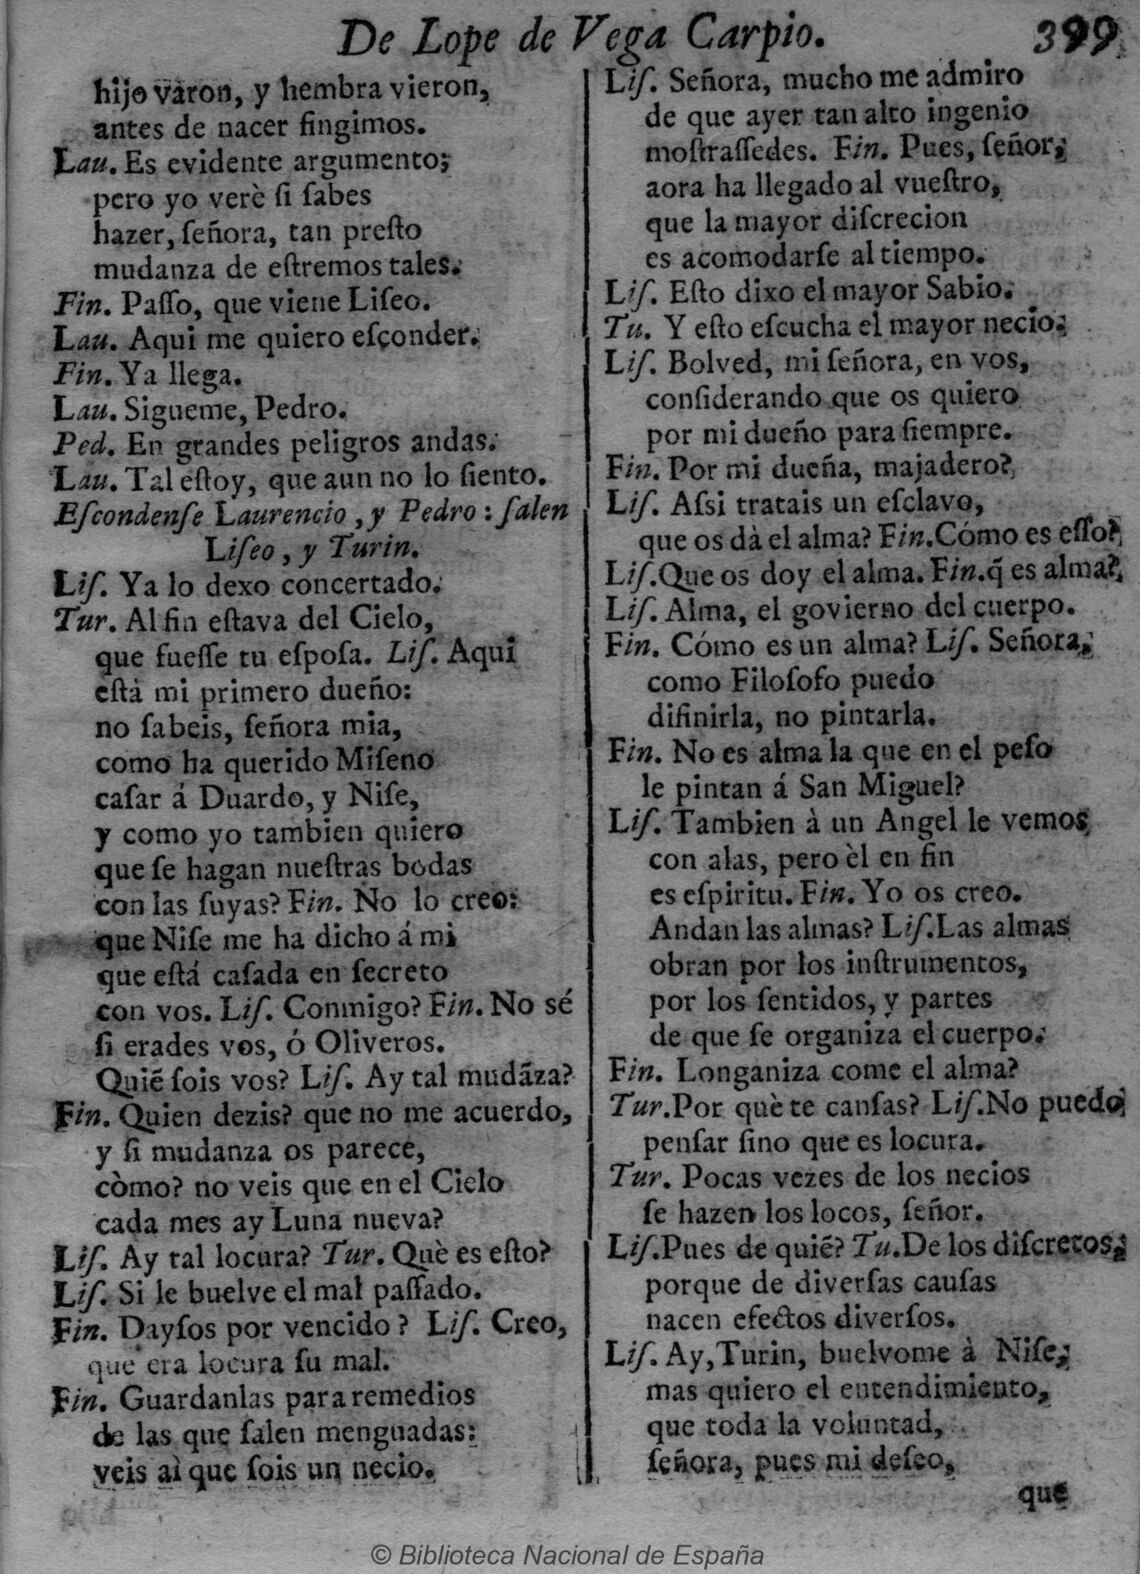 De Lope de Vega Carpio. 399
hijo varon, y hembra vieron,
antes de nacer fingimos.
Lau. Es evidente argumento;
pero yo verè ſi ſabes
hazer, ſeñora, tan preſto
mudanza de eſtremos tales.
Fin. Paſſo, que viene Liſeo.
Lau. Aqui me quiero eſconder.
Fin. Ya llega.
Lau. Sigueme, Pedro.
Ped. En grandes peligros andas.
Lau. Tal eſtoy, que aun no lo ſiento.
Eſcondenſe Laurencio, y Pedro: ſalen
Liſeo, y Turin.
Liſ. Ya lo dexo concertado.
Tur. Al fin eſtava del Cielo,
que fueſſe tu eſpoſa. Liſ. Aqui
eſtá mi primero dueño:
no ſabeis, ſeñora mia,
como ha querido Miſeno
caſar á Duardo, y Niſe,
y como yo tambien quiero
que ſe hagan nueſtras bodas
con las ſuyas? Fin. No lo creo:
que Niſe me ha dicho á mi
que eſtá caſada en ſecreto
con vos. Liſ. Conmigo? Fin. No sé
ſi erades vos, ó Oliveros.
Quiẽ ſois vos? Liſ. Ay tal mudãza?
Fin. Quien dezis? que no me acuerdo,
y ſi mudanza os parece,
còmo? no veis que en el Cielo
cada mes ay Luna nueva?
Liſ. Ay tal locura? Tur. Què es eſto?
Liſ. Si le buelve el mal paſſado.
Fin. Dayſos por vencido? Liſ. Creo,
que era locura ſu mal.
Fin. Guardanlas para remedios
de las que ſalen menguadas:
veis aì que ſois un necio.
Liſ. Señora, mucho me admiro
de que ayer tan alto ingenio
moſtraſſedes. Fin. Pues, ſeñor,
aora ha llegado al vueſtro,
que la mayor diſcrecion
es acomodarſe al tiempo.
Liſ. Eſto dixo el mayor Sabio.
Tu. Y eſto eſcucha el mayor necio.
Liſ. Bolved, mi ſeñora, en vos,
conſiderando que os quiero
por mi dueño para ſiempre.
Fin. Por mi dueña, majadero?
Liſ. Aſsi tratais un eſclavo,
que os dà el alma? Fin. Cómo es eſſo?
Liſ. Que os doy el alma. Fin. q̃ es alma?
Liſ. Alma, el govierno del cuerpo.
Fin. Cómo es un alma? Liſ. Señora,
como Filoſofo puedo
difinirla, no pintarla.
Fin. No es alma la que en el peſo
le pintan á San Miguel?
Liſ. Tambien à un Angel le vemos
con alas, pero èl en fin
es eſpiritu. Fin. Yo os creo.
Andan las almas? Liſ. Las almas
obran por los inſtrumentos,
por los ſentidos, y partes
de que ſe organiza el cuerpo.
Fin. Longaniza come el alma?
Tur. Por què te canſas? Liſ. No puedo
penſar ſino que es locura.
Tur. Pocas vezes de los necios
ſe hazen los locos, ſeñor.
Liſ. Pues de quiẽ? Tu. De los diſcretos,
porque de diverſas cauſas
nacen efectos diverſos.
Liſ. Ay, Turin, buelvome à Niſe,
mas quiero el entendimiento,
que toda la voluntad,
ſeñora, pues mi deſeo,
que
© Biblioteca Nacional de España